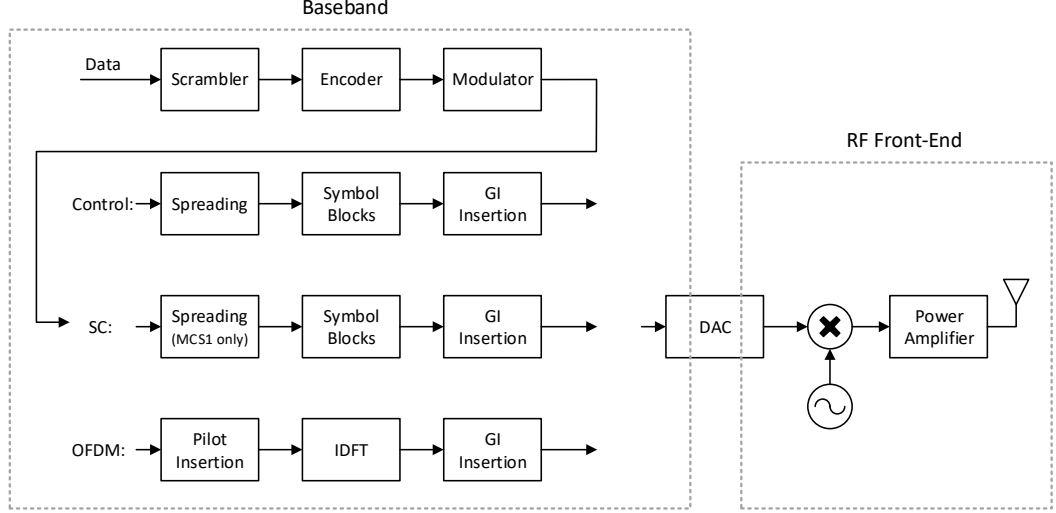 Baseband
Data
Scrambler
Encoder
Modulator
RF Front-End
Control:
Spreading
Symbol
Blocks
GI
Insertion
SC:
Spreading
(MCS1 only)
Symbol
Blocks
GI
Insertion
DAC
Power
Amplifier
OFDM:
Pilot
Insertion
IDFT
GI
Insertion